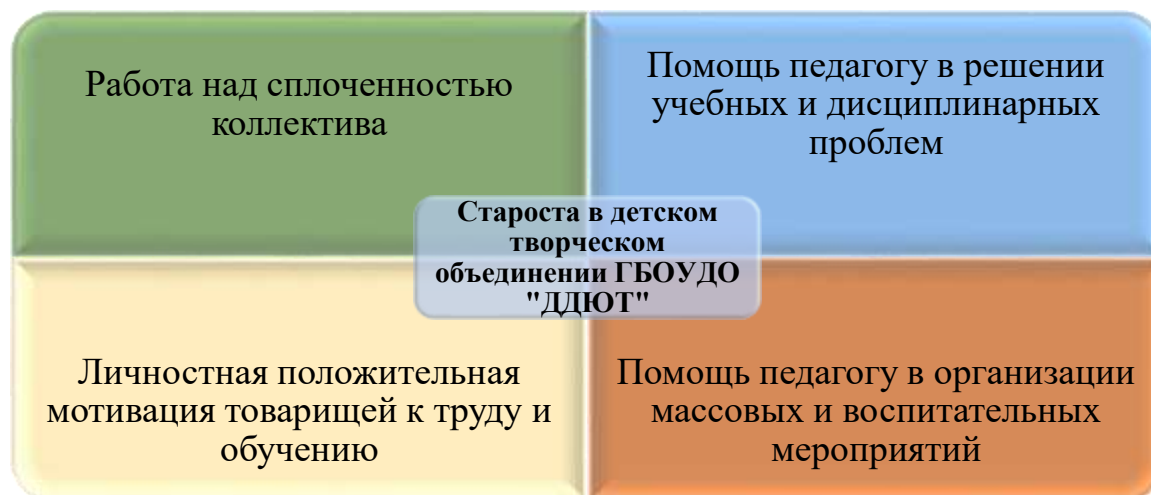 Работа над сплоченностью
коллектива
Помощь педагогу в решении
учебных и дисциплинарных
проблем
Староста в детском
творческом
объединении ГБОУДО
"ДДЮТ"
Личностная положительная
мотивация товарищей к труду и
обучению
Помощь педагогу в организации
массовых и воспитательных
мероприятий